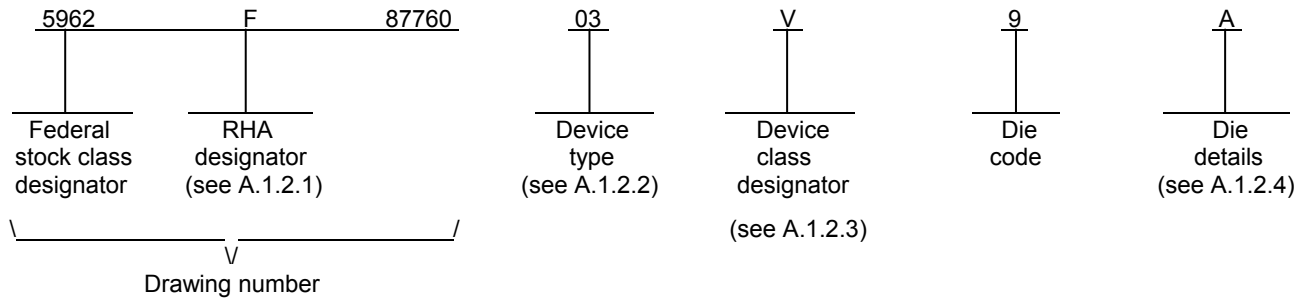 5962 F 87760 03 V 9 A
Federal RHA Device Device Die Die
stock class designator type class code details
designator (see A.1.2.1) (see A.1.2.2) designator (see A.1.2.4)
\ / (see A.1.2.3)
\/
Drawing number